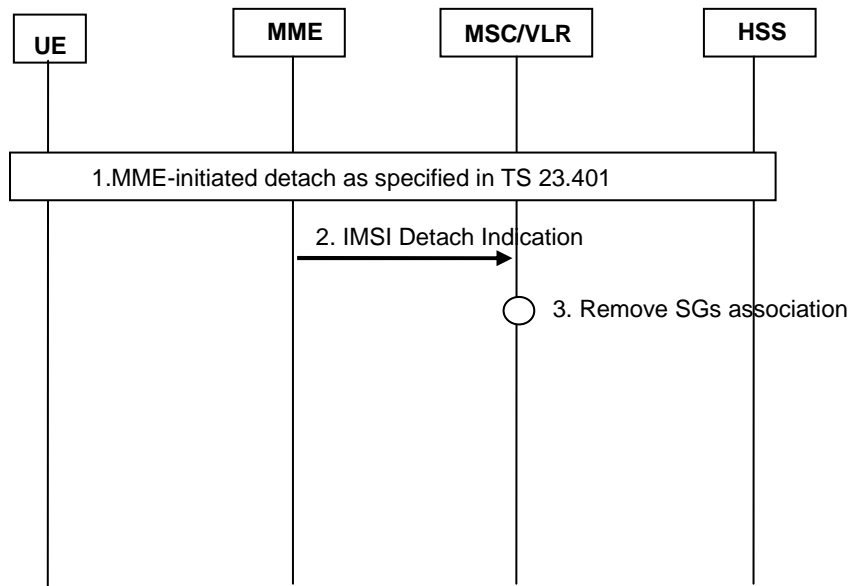 UE
MME
MSC/VLR
HSS
1.MME-initiated detach as specified in TS 23.401
2. IMSI Detach Indication
3. Remove SGs association